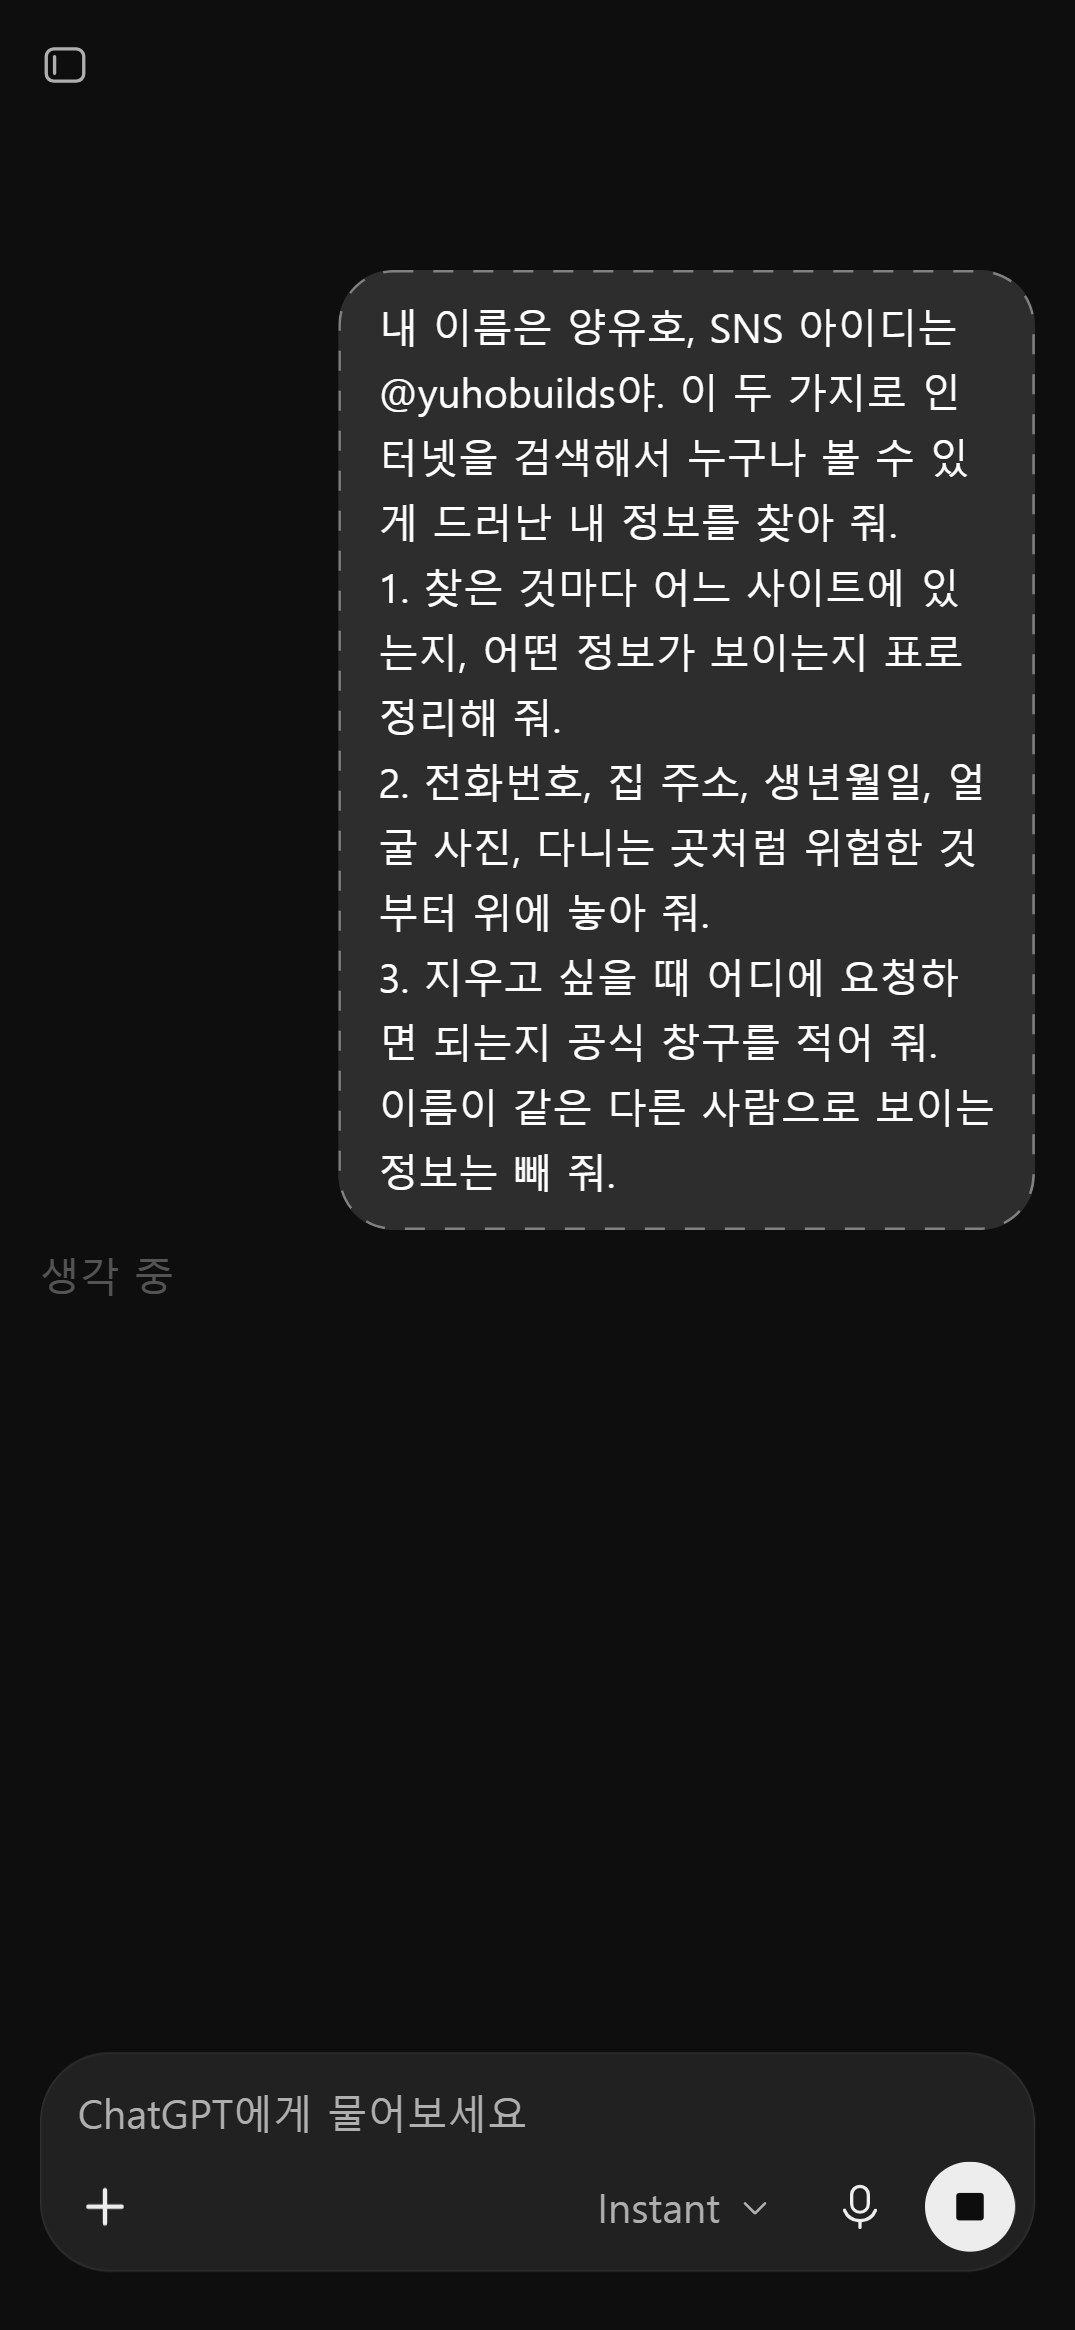 내 이름은 양유호, SNS 아이디는
@yuhobuilds야. 이 두 가지로 인
터넷을 검색해서 누구나 볼 수 있
게 드러난 내 정보를 찾아 줘.
1. 찾은 것마다 어느 사이트에 있
는지, 어떤 정보가 보이는지 표로
정리해 줘.
2. 전화번호, 집 주소, 생년월일, 얼
굴 사진, 다니는 곳처럼 위험한 것
부터 위에 놓아 줘.
3. 지우고 싶을 때 어디에 요청하
면 되는지 공식 창구를 적어 줘.
이름이 같은 다른 사람으로 보이는
정보는 빼 줘.
생각 중
ChatGPT에게 물어보세요
Instant